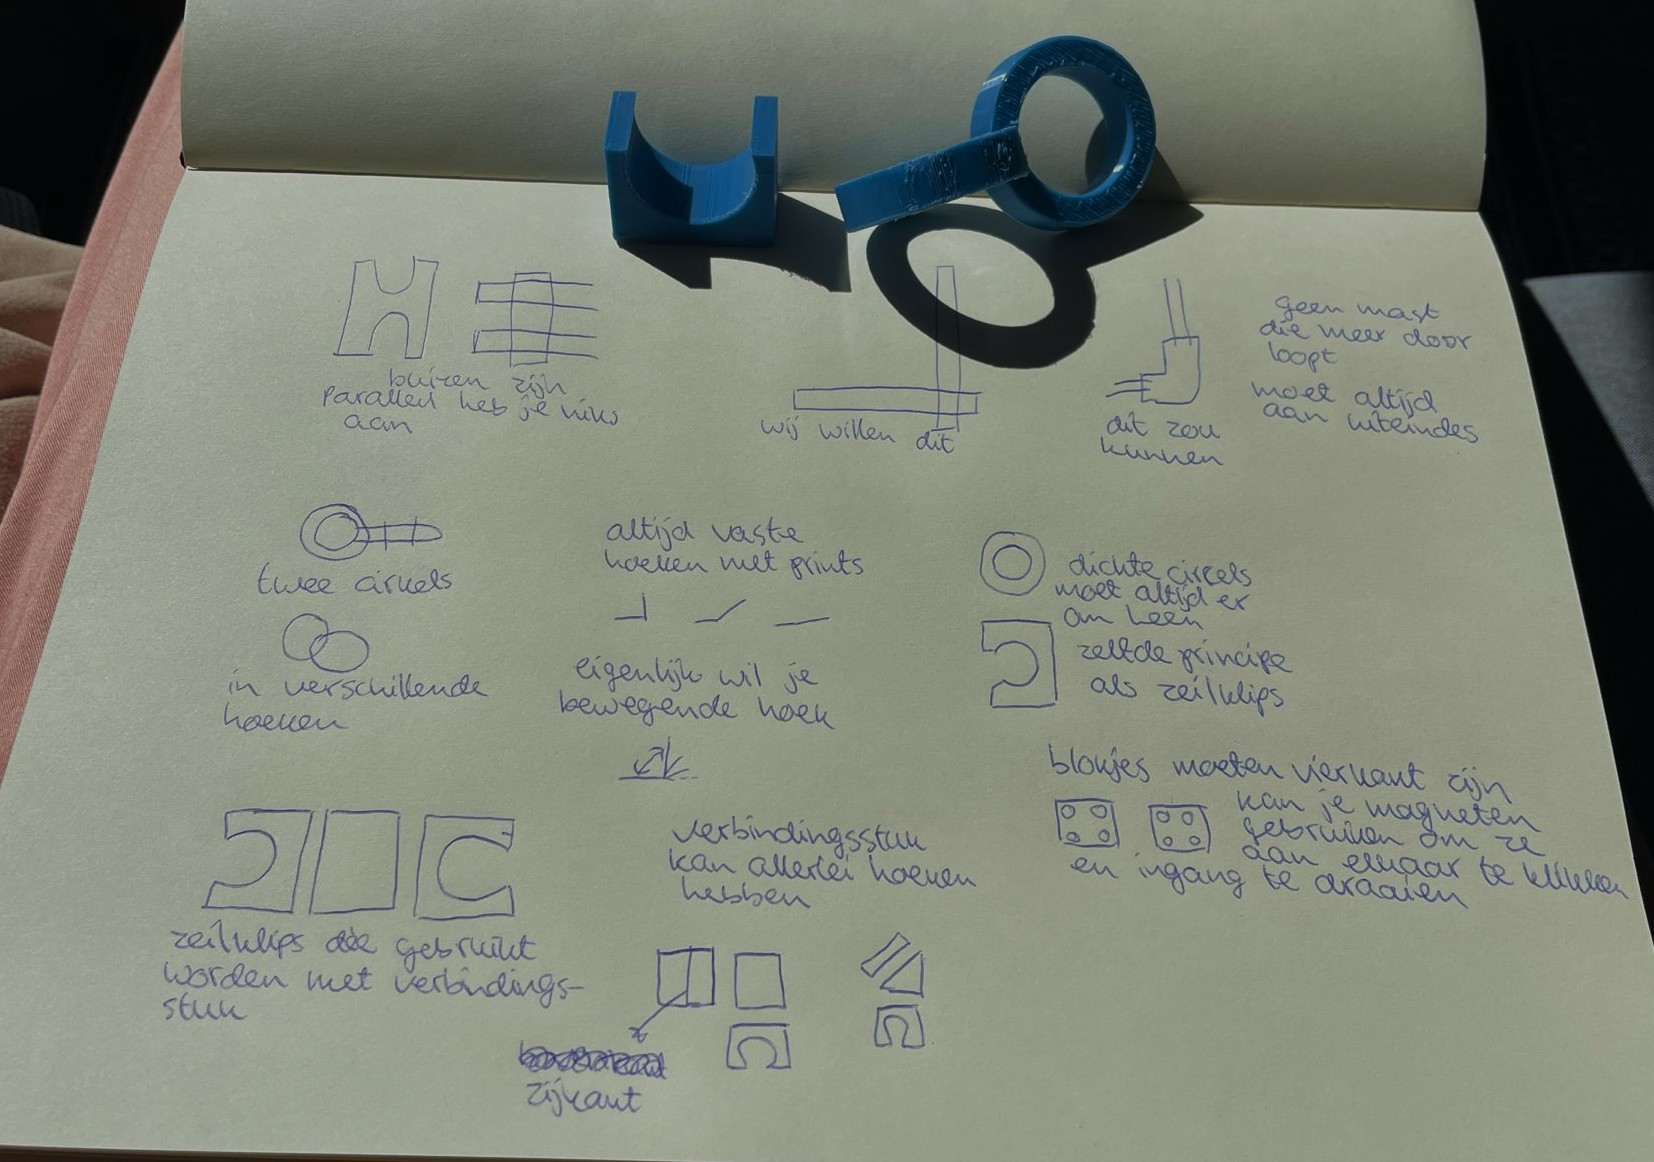 buizen zijn
parallel heb je niks
aan
wij willen dit
dit zou
kunnen
geen mast
die meer door
loopt
moet altijd
aan uiteindes
twee cirkels
in verschillende
hoeken
altijd vaste
hoeken met prints
eigenlijk wil je
bewegende hoek
dichte cirkels
moet altijd er
om heen
zelfde principe
als zeilklips
zeilklips die gebruikt
worden met verbindings-
stuk
verbindingsstuk
kan allerlei hoeken
hebben
zijkant
blokjes moeten vierkant zijn
kan je magneten
gebruiken om ze
aan elkaar te klikken
en ingang te draaien